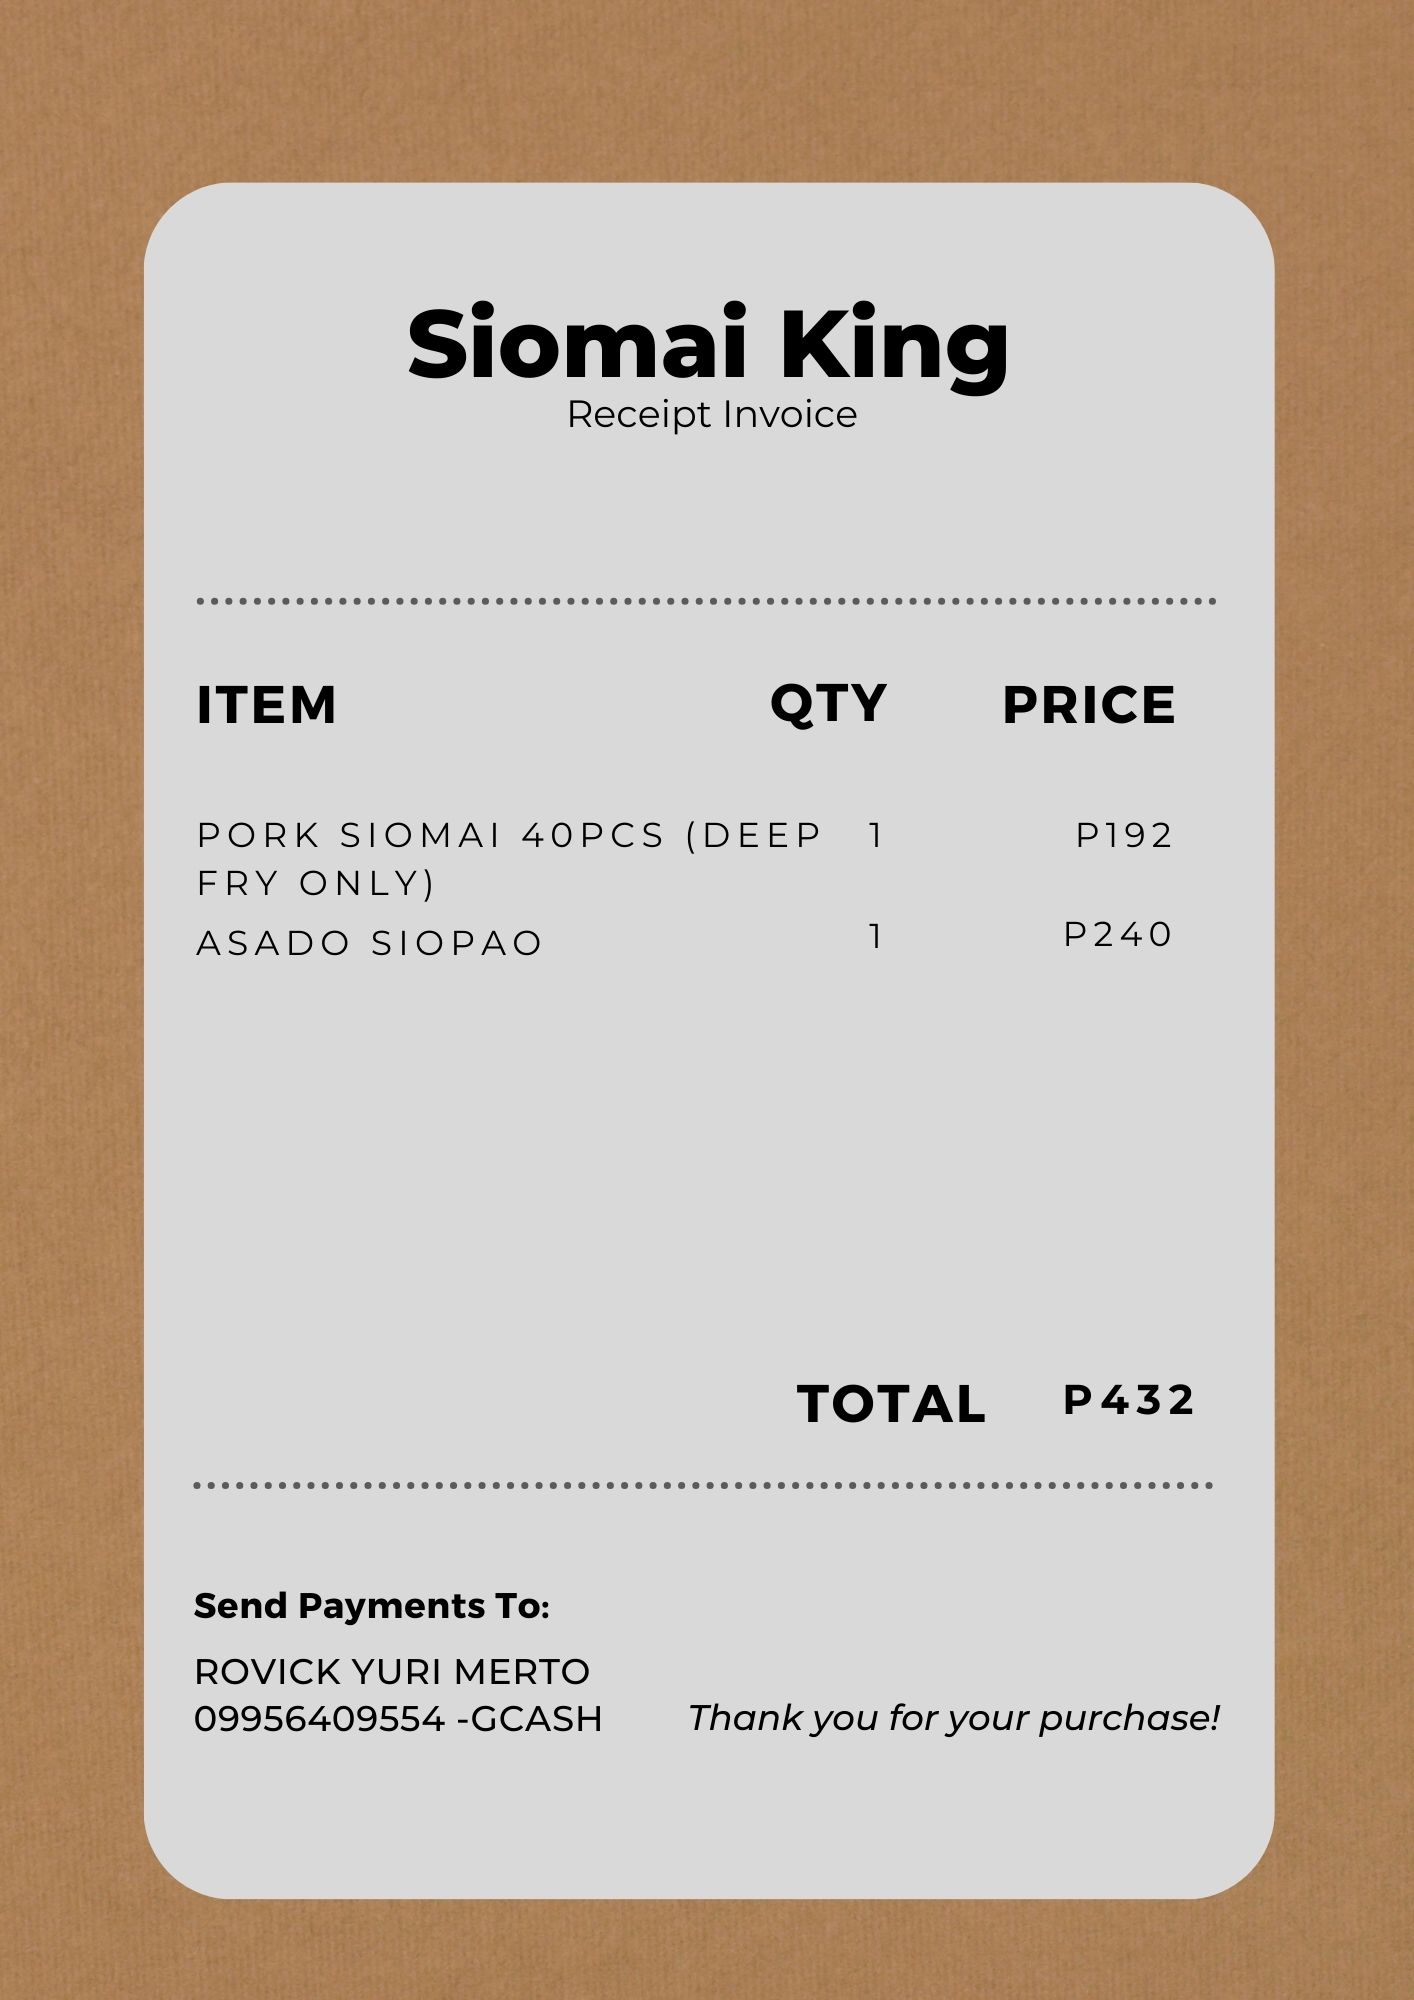 Siomai King
Receipt Invoice
ITEM QTY PRICE
PORK SIOMAI 40PCS (DEEP 1 P192
FRY ONLY)
ASADO SIOPAO 1 P240
TOTAL P432
Send Payments To:
ROVICK YURI MERTO
09956409554 -GCASH Thank you for your purchase!